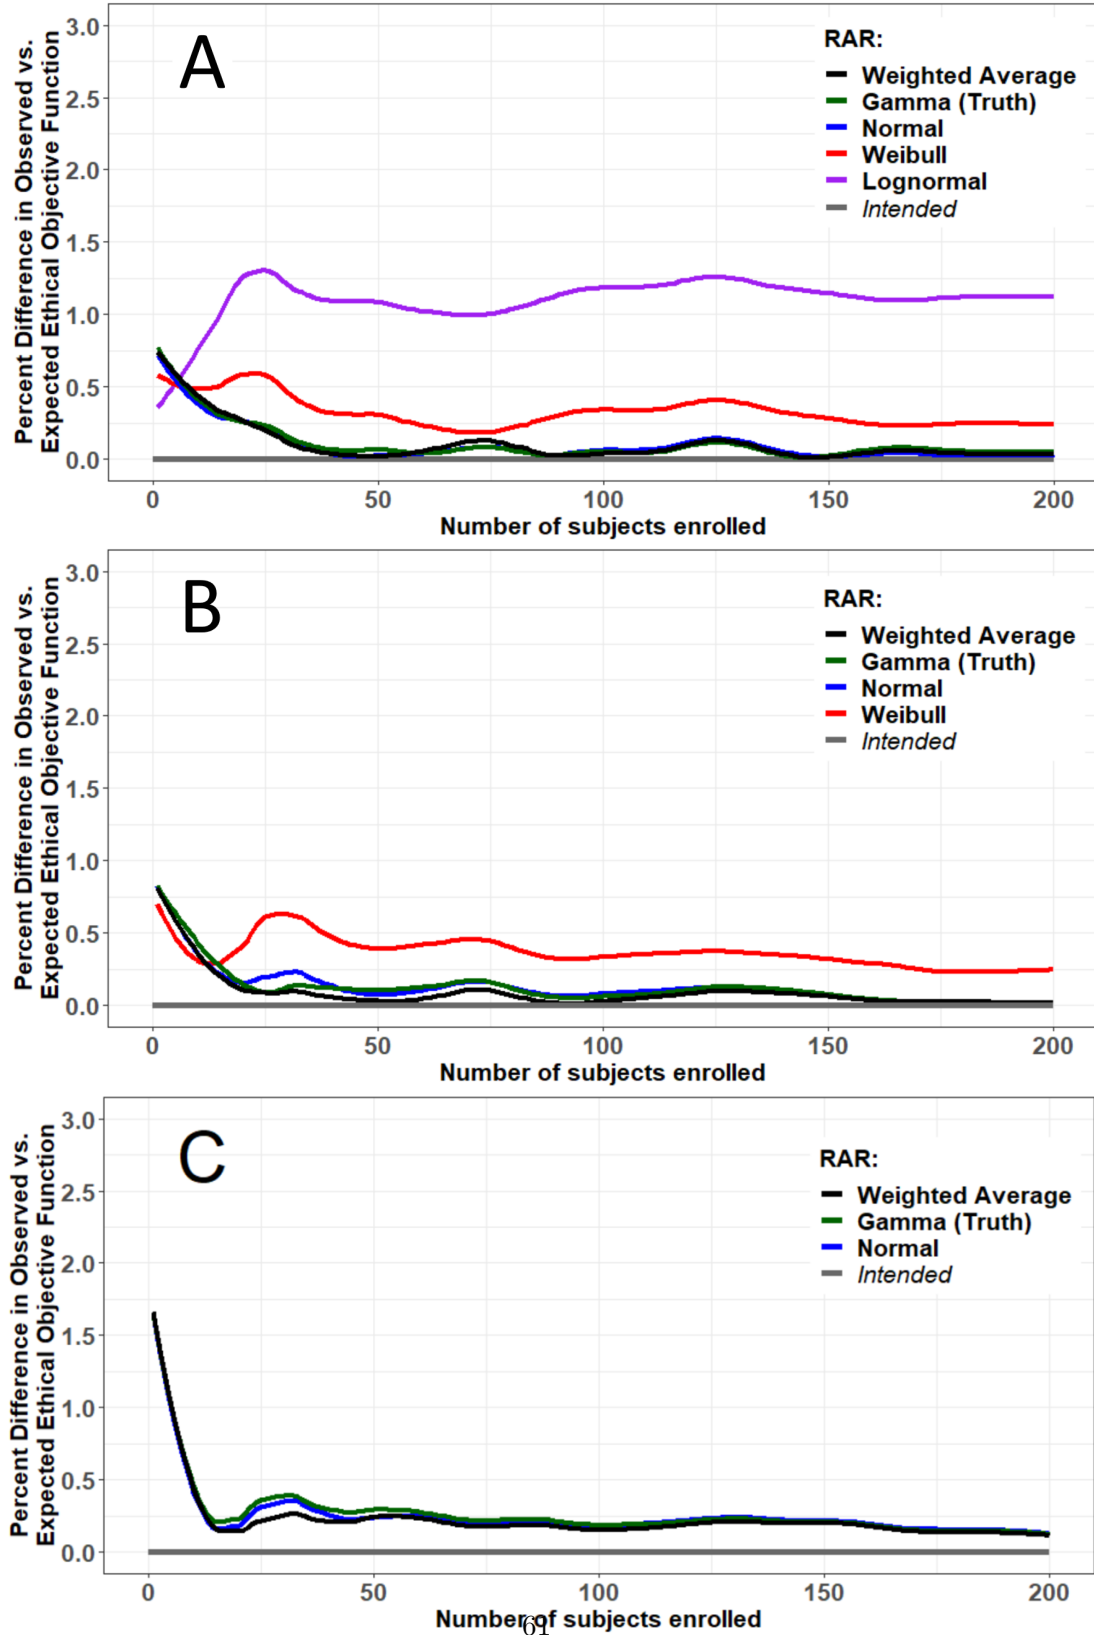 Percent Difference in Observed vs.
Expected Ethical Objective Function
3.0
2.5
2.0
1.5
1.0
0.5
0.0
A
RAR:
Weighted Average
Gamma (Truth)
Normal
Weibull
Lognormal
Intended
0 50 100 150 200
Number of subjects enrolled
Percent Difference in Observed vs.
Expected Ethical Objective Function
3.0
2.5
2.0
1.5
1.0
0.5
0.0
B
RAR:
Weighted Average
Gamma (Truth)
Normal
Weibull
Intended
0 50 100 150 200
Number of subjects enrolled
Percent Difference in Observed vs.
Expected Ethical Objective Function
3.0
2.5
2.0
1.5
1.0
0.5
0.0
C
RAR:
Weighted Average
Gamma (Truth)
Normal
Intended
0 50 100 150 200
Number of subjects enrolled
61